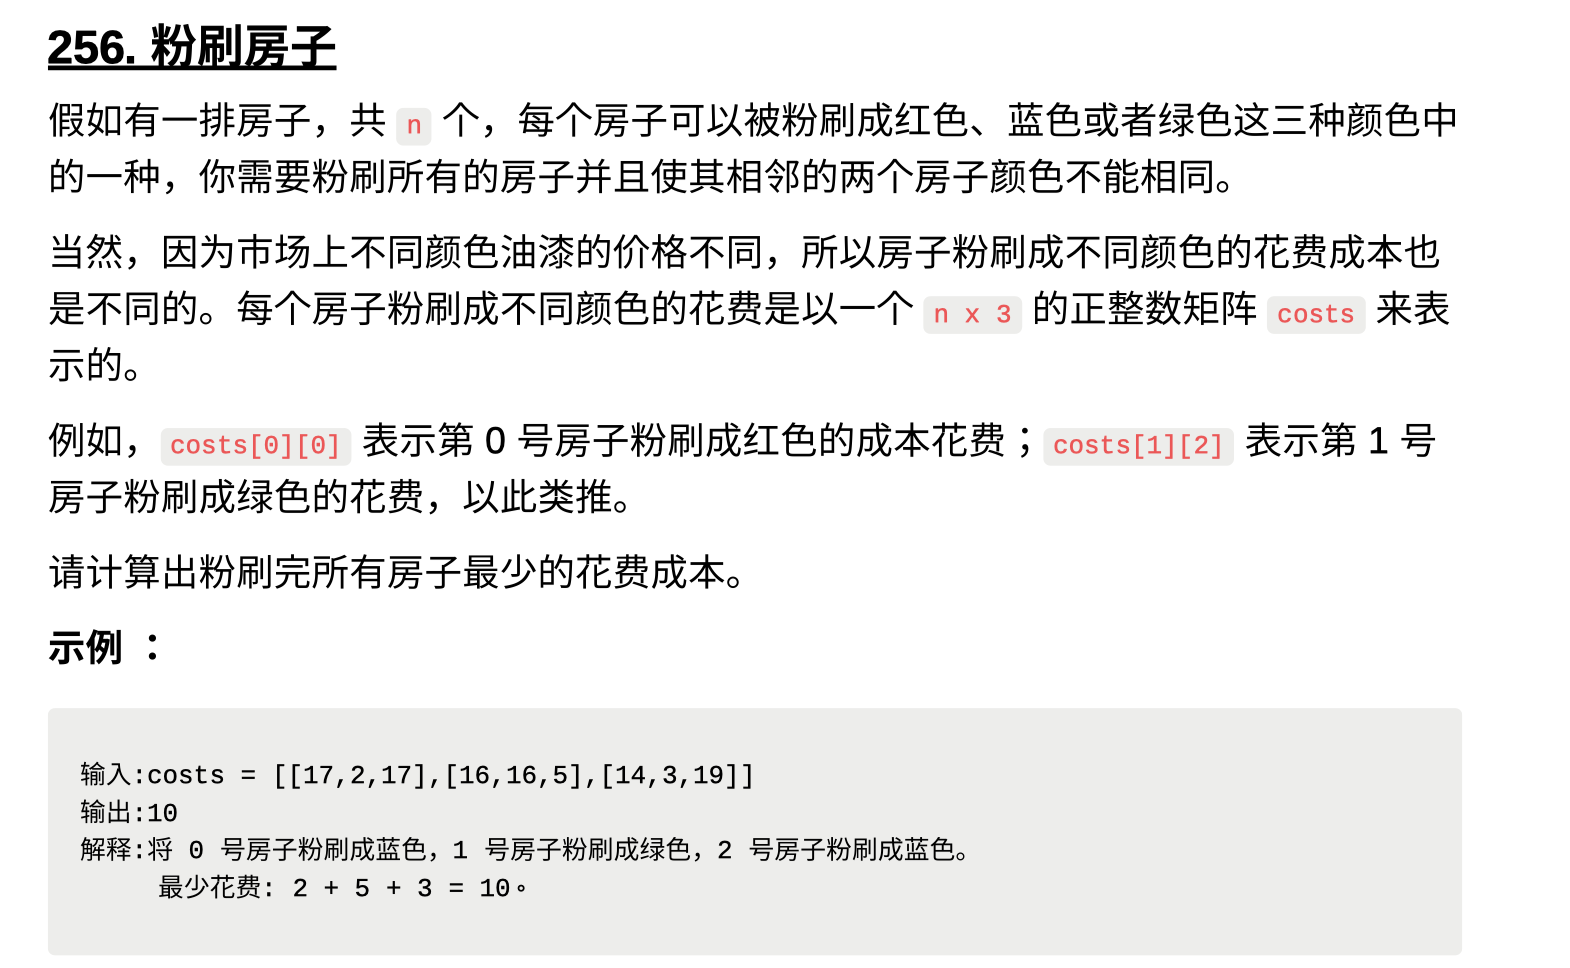 256. 粉刷房子
假如有一排房子，共 n 个，每个房子可以被粉刷成红色、蓝色或者绿色这三种颜色中
的一种，你需要粉刷所有的房子并且使其相邻的两个房子颜色不能相同。
当然，因为市场上不同颜色油漆的价格不同，所以房子粉刷成不同颜色的花费成本也
是不同的。每个房子粉刷成不同颜色的花费是以一个 n x 3 的正整数矩阵 costs 来表
示的。
例如，costs[0][0] 表示第 0 号房子粉刷成红色的成本花费；costs[1][2] 表示第 1 号
房子粉刷成绿色的花费，以此类推。
请计算出粉刷完所有房子最少的花费成本。
示例 ：
输入:costs = [[17,2,17],[16,16,5],[14,3,19]]
输出:10
解释:将 0 号房子粉刷成蓝色，1 号房子粉刷成绿色，2 号房子粉刷成蓝色。
最少花费: 2 + 5 + 3 = 10。